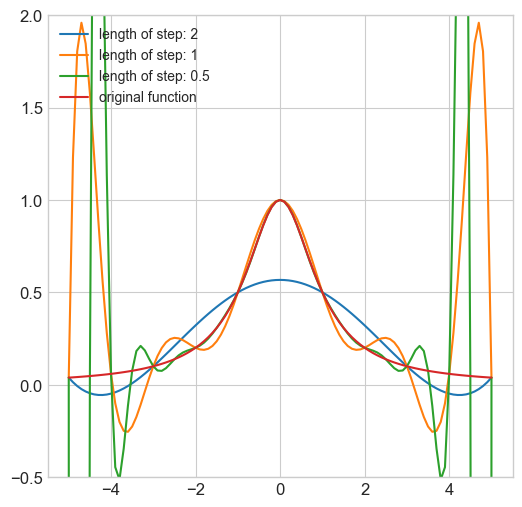 2.0
length of step: 2
length of step: 1
length of step: 0.5
original function
1.5
1.0
0.5
0.0
−0.5
−4 −2 0 2 4